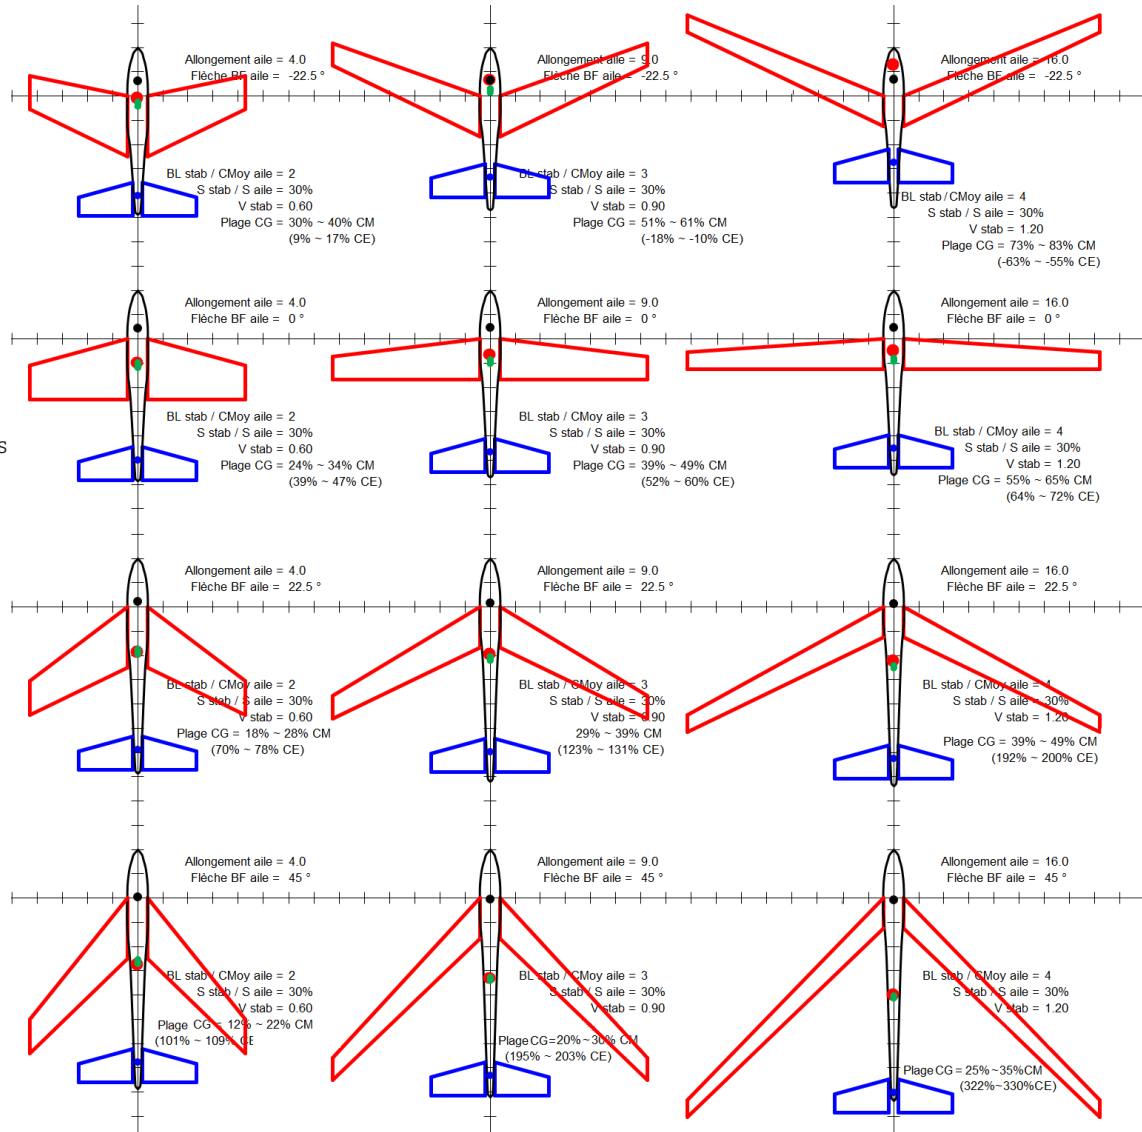 Allongement aile = 4.0
Flèche BF aile = -22.5 °
BL stab / CMoy aile = 2
S stab / S aile = 30%
V stab = 0.60
Plage CG = 30% ~ 40% CM
(9% ~ 17% CE)
Allongement aile = 9.0
Flèche BF aile = -22.5 °
BL stab / CMoy aile = 3
S stab / S aile = 30%
V stab = 0.90
Plage CG = 51% ~ 61% CM
(-18% ~ -10% CE)
Allongement aile = 16.0
Flèche BF aile = -22.5 °
BL stab / CMoy aile = 4
S stab / S aile = 30%
V stab = 1.20
Plage CG = 73% ~ 83% CM
(-63% ~ -55% CE)
Allongement aile = 4.0
Flèche BF aile = 0 °
BL stab / CMoy aile = 2
S stab / S aile = 30%
V stab = 0.60
Plage CG = 24% ~ 34% CM
(39% ~ 47% CE)
Allongement aile = 9.0
Flèche BF aile = 0 °
BL stab / CMoy aile = 3
S stab / S aile = 30%
V stab = 0.90
Plage CG = 39% ~ 49% CM
(52% ~ 60% CE)
Allongement aile = 16.0
Flèche BF aile = 0 °
BL stab / CMoy aile = 4
S stab / S aile = 30%
V stab = 1.20
Plage CG = 55% ~ 65% CM
(64% ~ 72% CE)
s
Allongement aile = 4.0
Flèche BF aile = 22.5 °
BL stab / CMoy aile = 2
S stab / S aile = 30%
V stab = 0.60
Plage CG = 18% ~ 28% CM
(70% ~ 78% CE)
Allongement aile = 9.0
Flèche BF aile = 22.5 °
BL stab / CMoy aile = 3
S stab / S aile = 30%
V stab = 0.90
29% ~ 39% CM
(123% ~ 131% CE)
Allongement aile = 16.0
Flèche BF aile = 22.5 °
BL stab / CMoy aile = 4
S stab / S aile = 30%
V stab = 1.20
Plage CG = 39% ~ 49% CM
(192% ~ 200% CE)
Allongement aile = 4.0
Flèche BF aile = 45 °
BL stab / CMoy aile = 2
S stab / S aile = 30%
V stab = 0.60
Plage CG = 12% ~ 22% CM
(101% ~ 109% CE
Allongement aile = 9.0
Flèche BF aile = 45 °
BL stab / CMoy aile = 3
S stab / S aile = 30%
V stab = 0.90
Plage CG = 20% ~ 30% CM
(195% ~ 203% CE)
Allongement aile = 16.0
Flèche BF aile = 45 °
BL stab / CMoy aile = 4
S stab / S aile = 30%
V stab = 1.20
Plage CG = 25%~35%CM
(322%~330%CE)